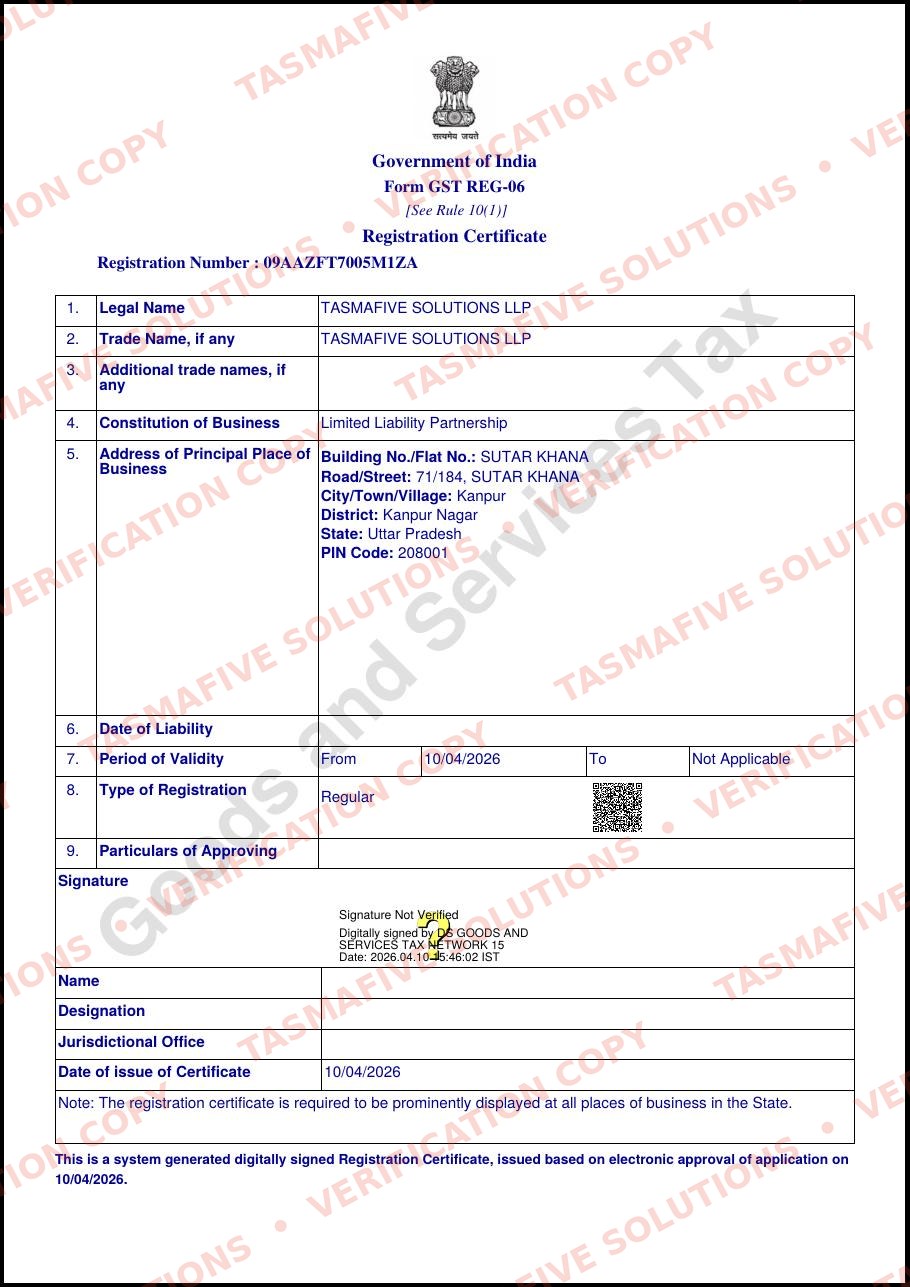 सत्यमेव जयते
Government of India
Form GST REG-06
[See Rule 10(1)]
Registration Certificate
Registration Number : 09AAZFT7005M1ZA
1. Legal Name TASMAFIVE SOLUTIONS LLP
2. Trade Name, if any TASMAFIVE SOLUTIONS LLP
3. Additional trade names, if
any
4. Constitution of Business Limited Liability Partnership
5. Address of Principal Place of
Business
Building No./Flat No.: SUTAR KHANA
Road/Street: 71/184, SUTAR KHANA
City/Town/Village: Kanpur
District: Kanpur Nagar
State: Uttar Pradesh
PIN Code: 208001
6. Date of Liability
7. Period of Validity From 10/04/2026 To Not Applicable
8. Type of Registration Regular
9. Particulars of Approving
Signature
Signature Not Verified
Digitally signed by DS GOODS AND
SERVICES TAX NETWORK 15
Date: 2026.04.10 15:46:02 IST
Name
Designation
Jurisdictional Office
Date of issue of Certificate 10/04/2026
Note: The registration certificate is required to be prominently displayed at all places of business in the State.
This is a system generated digitally signed Registration Certificate, issued based on electronic approval of application on
10/04/2026.
Goods and Services Tax
TASMAFIVE SOLUTIONS • VERIFICATION COPY